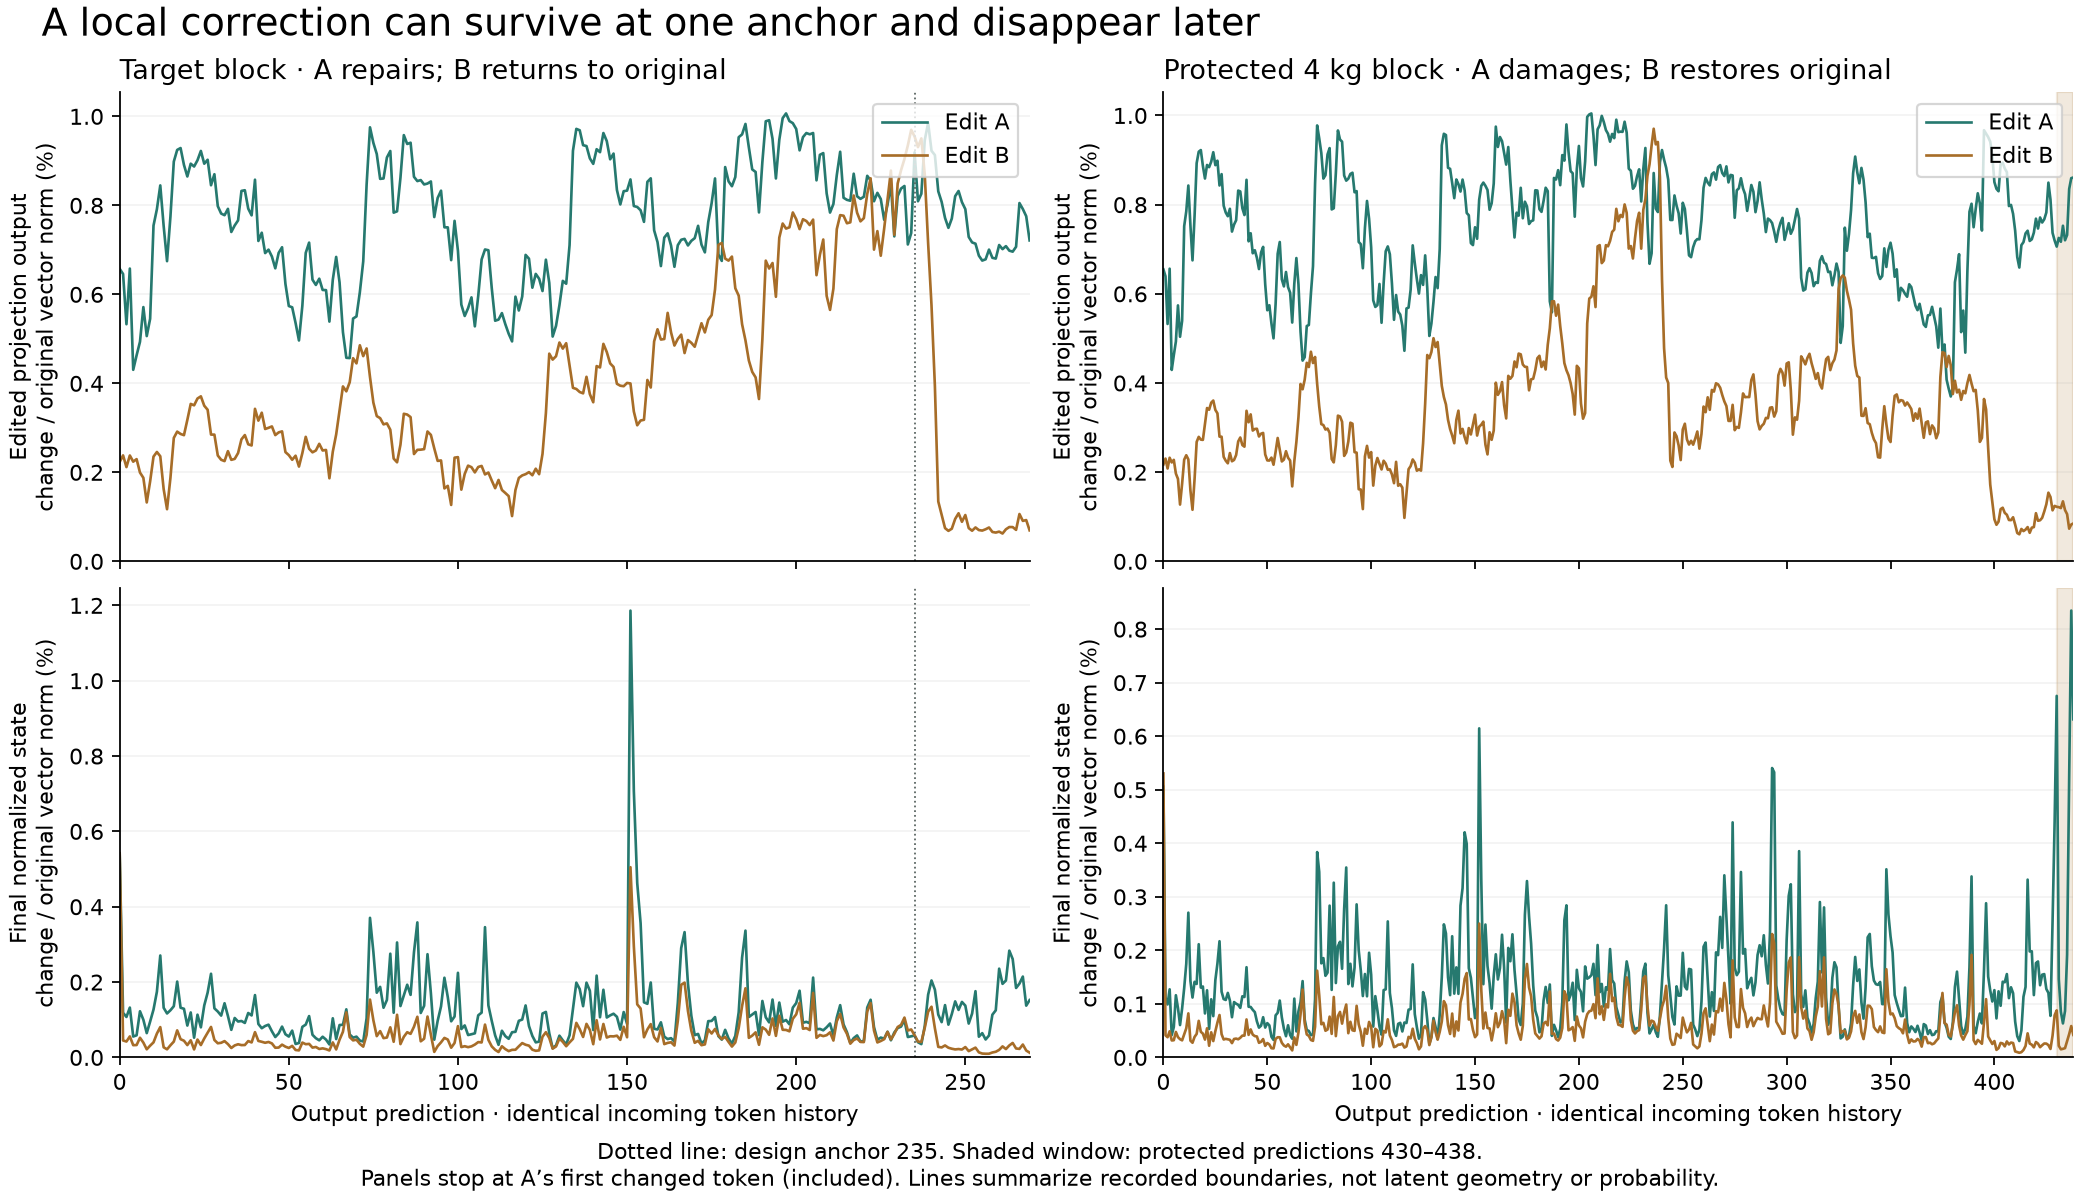 A local correction can survive at one anchor and disappear later
Target block · A repairs; B returns to original
Edited projection output
change / original vector norm (%)
1.0
0.8
0.6
0.4
0.2
0.0
Edit A
Edit B
Protected 4 kg block · A damages; B restores original
Edited projection output
change / original vector norm (%)
1.0
0.8
0.6
0.4
0.2
0.0
Edit A
Edit B
Final normalized state
change / original vector norm (%)
1.2
1.0
0.8
0.6
0.4
0.2
0.0
0 50 100 150 200 250
Output prediction · identical incoming token history
Final normalized state
change / original vector norm (%)
0.8
0.7
0.6
0.5
0.4
0.3
0.2
0.1
0.0
0 50 100 150 200 250 300 350 400
Output prediction · identical incoming token history
Dotted line: design anchor 235. Shaded window: protected predictions 430–438.
Panels stop at A’s first changed token (included). Lines summarize recorded boundaries, not latent geometry or probability.